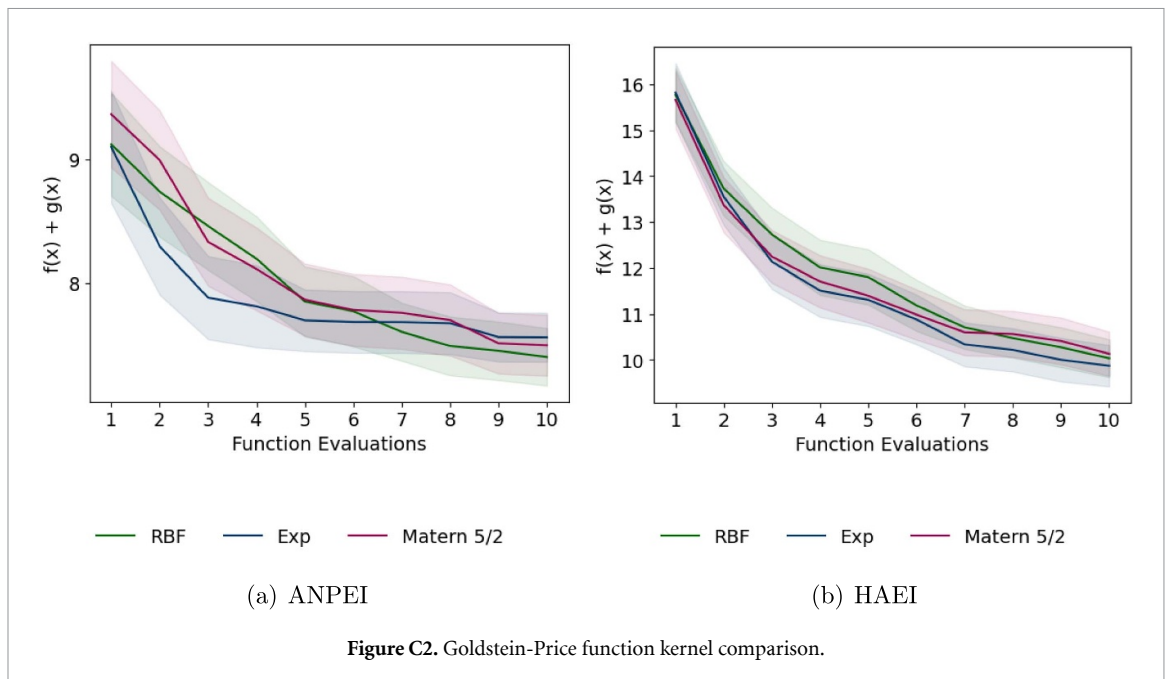 f(x) + g(x)
9
8
1 2 3 4 5 6 7 8 9 10
Function Evaluations
RBF Exp Matern 5/2
(a) ANPEI
f(x) + g(x)
16
15
14
13
12
11
10
1 2 3 4 5 6 7 8 9 10
Function Evaluations
RBF Exp Matern 5/2
(b) HAEI
Figure C2. Goldstein-Price function kernel comparison.